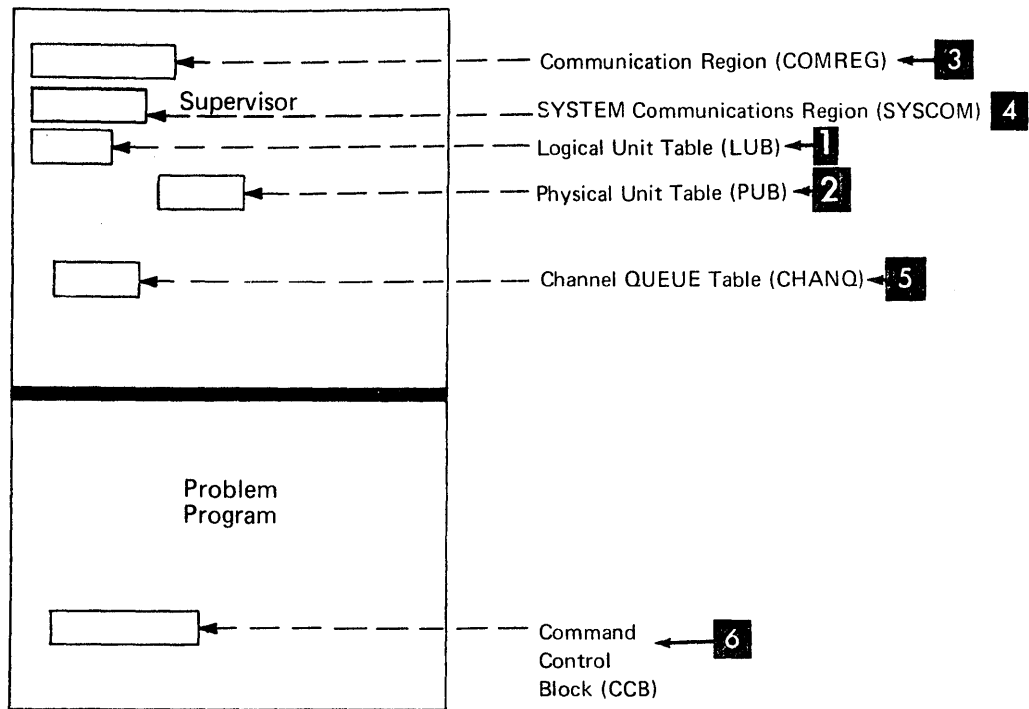 Communication Region (COMREG) 3
Supervisor
SYSTEM Communications Region (SYSCOM) 4
Logical Unit Table (LUB) 1
Physical Unit Table (PUB) 2
Channel QUEUE Table (CHANQ) 5
Problem
Program
Command
Control
Block (CCB)
6